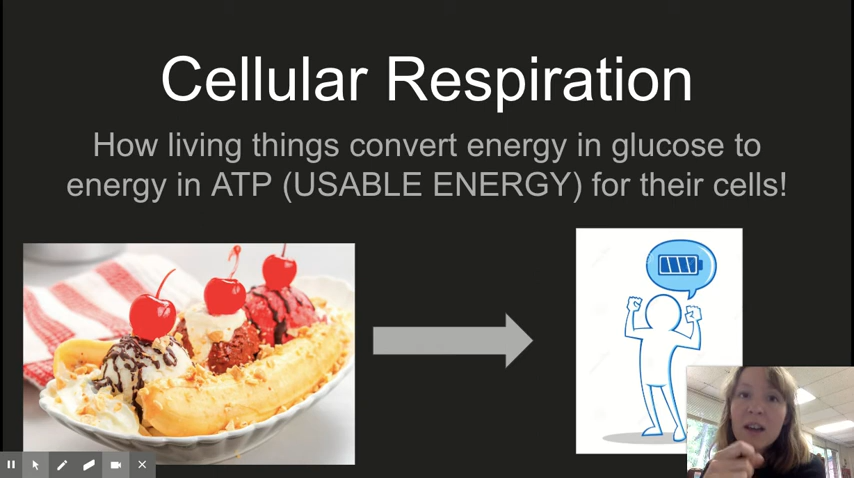 Cellular Respiration
How living things convert energy in glucose to
energy in ATP (USABLE ENERGY) for their cells!